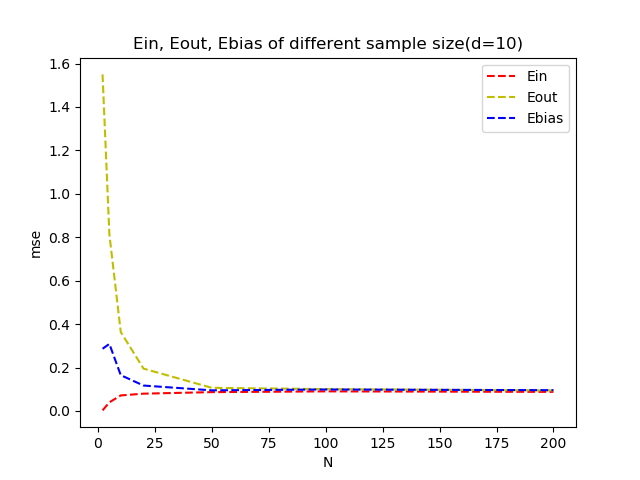 Ein, Eout, Ebias of different sample size(d=10)
Ein
Eout
Ebias
1.6
1.4
1.2
1.0
0.8
0.6
0.4
0.2
0.0
mse
0 25 50 75 100 125 150 175 200
N